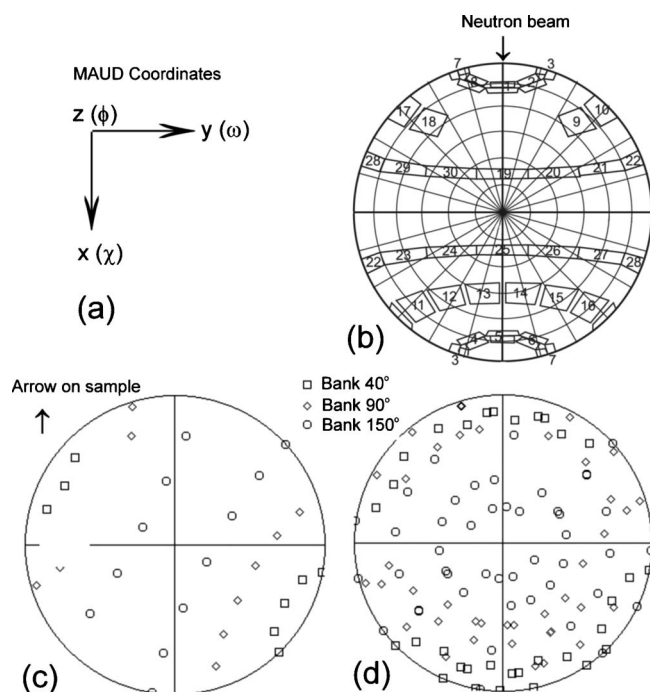 Neutron beam
MAUD Coordinates
z (ϕ)
y (ω)
x (χ)
(a)
7
3
8
1
2
17
18
9
10
28
29
30
19
20
21
22
22
23
24
25
26
27
28
11
12
13
14
15
16
4
5
6
3
7
(b)
Arrow on sample
Bank 40°
Bank 90°
Bank 150°
(c)
(d)